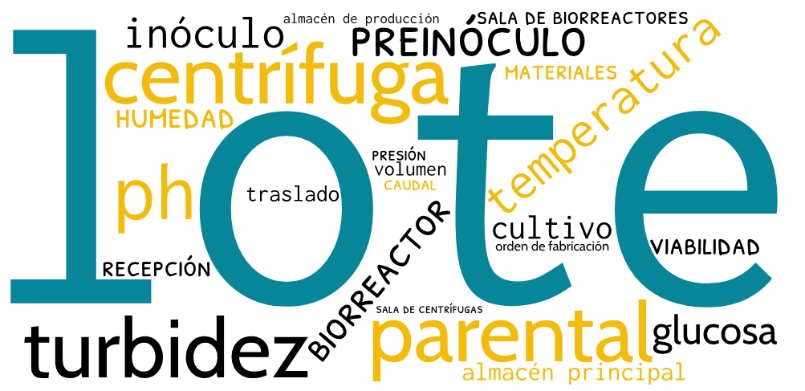 almacén de producción
SALA DE BIORREACTORES
inóculo
PREINÓCULO
centrífuga
MATERIALES
temperatura
HUMEDAD
lote
PRESIÓN
volumen
CAUDAL
ph
traslado
BIORREACTOR
cultivo
orden de fabricación
VIABILIDAD
RECEPCIÓN
SALA DE CENTRÍFUGAS
turbidez
parental
glucosa
almacén principal